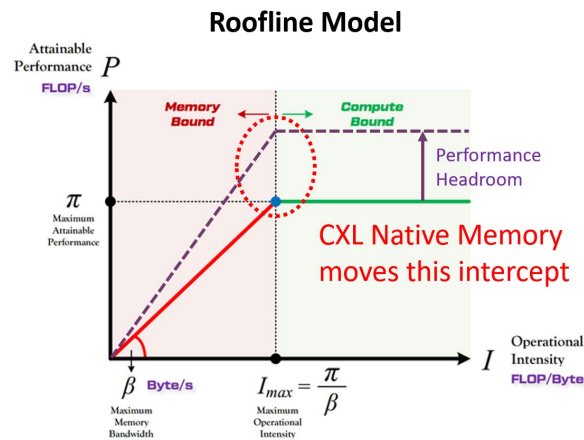 Roofline Model
Attainable
Performance P
FLOP/s
Memory
Bound
Compute
Bound
Performance
Headroom
π
Maximum
Attainable
Performance
CXL Native Memory
moves this intercept
β Byte/s
Maximum
Memory
Bandwidth
I_max = π/β
Maximum
Operational
Intensity
I Operational
Intensity
FLOP/Byte